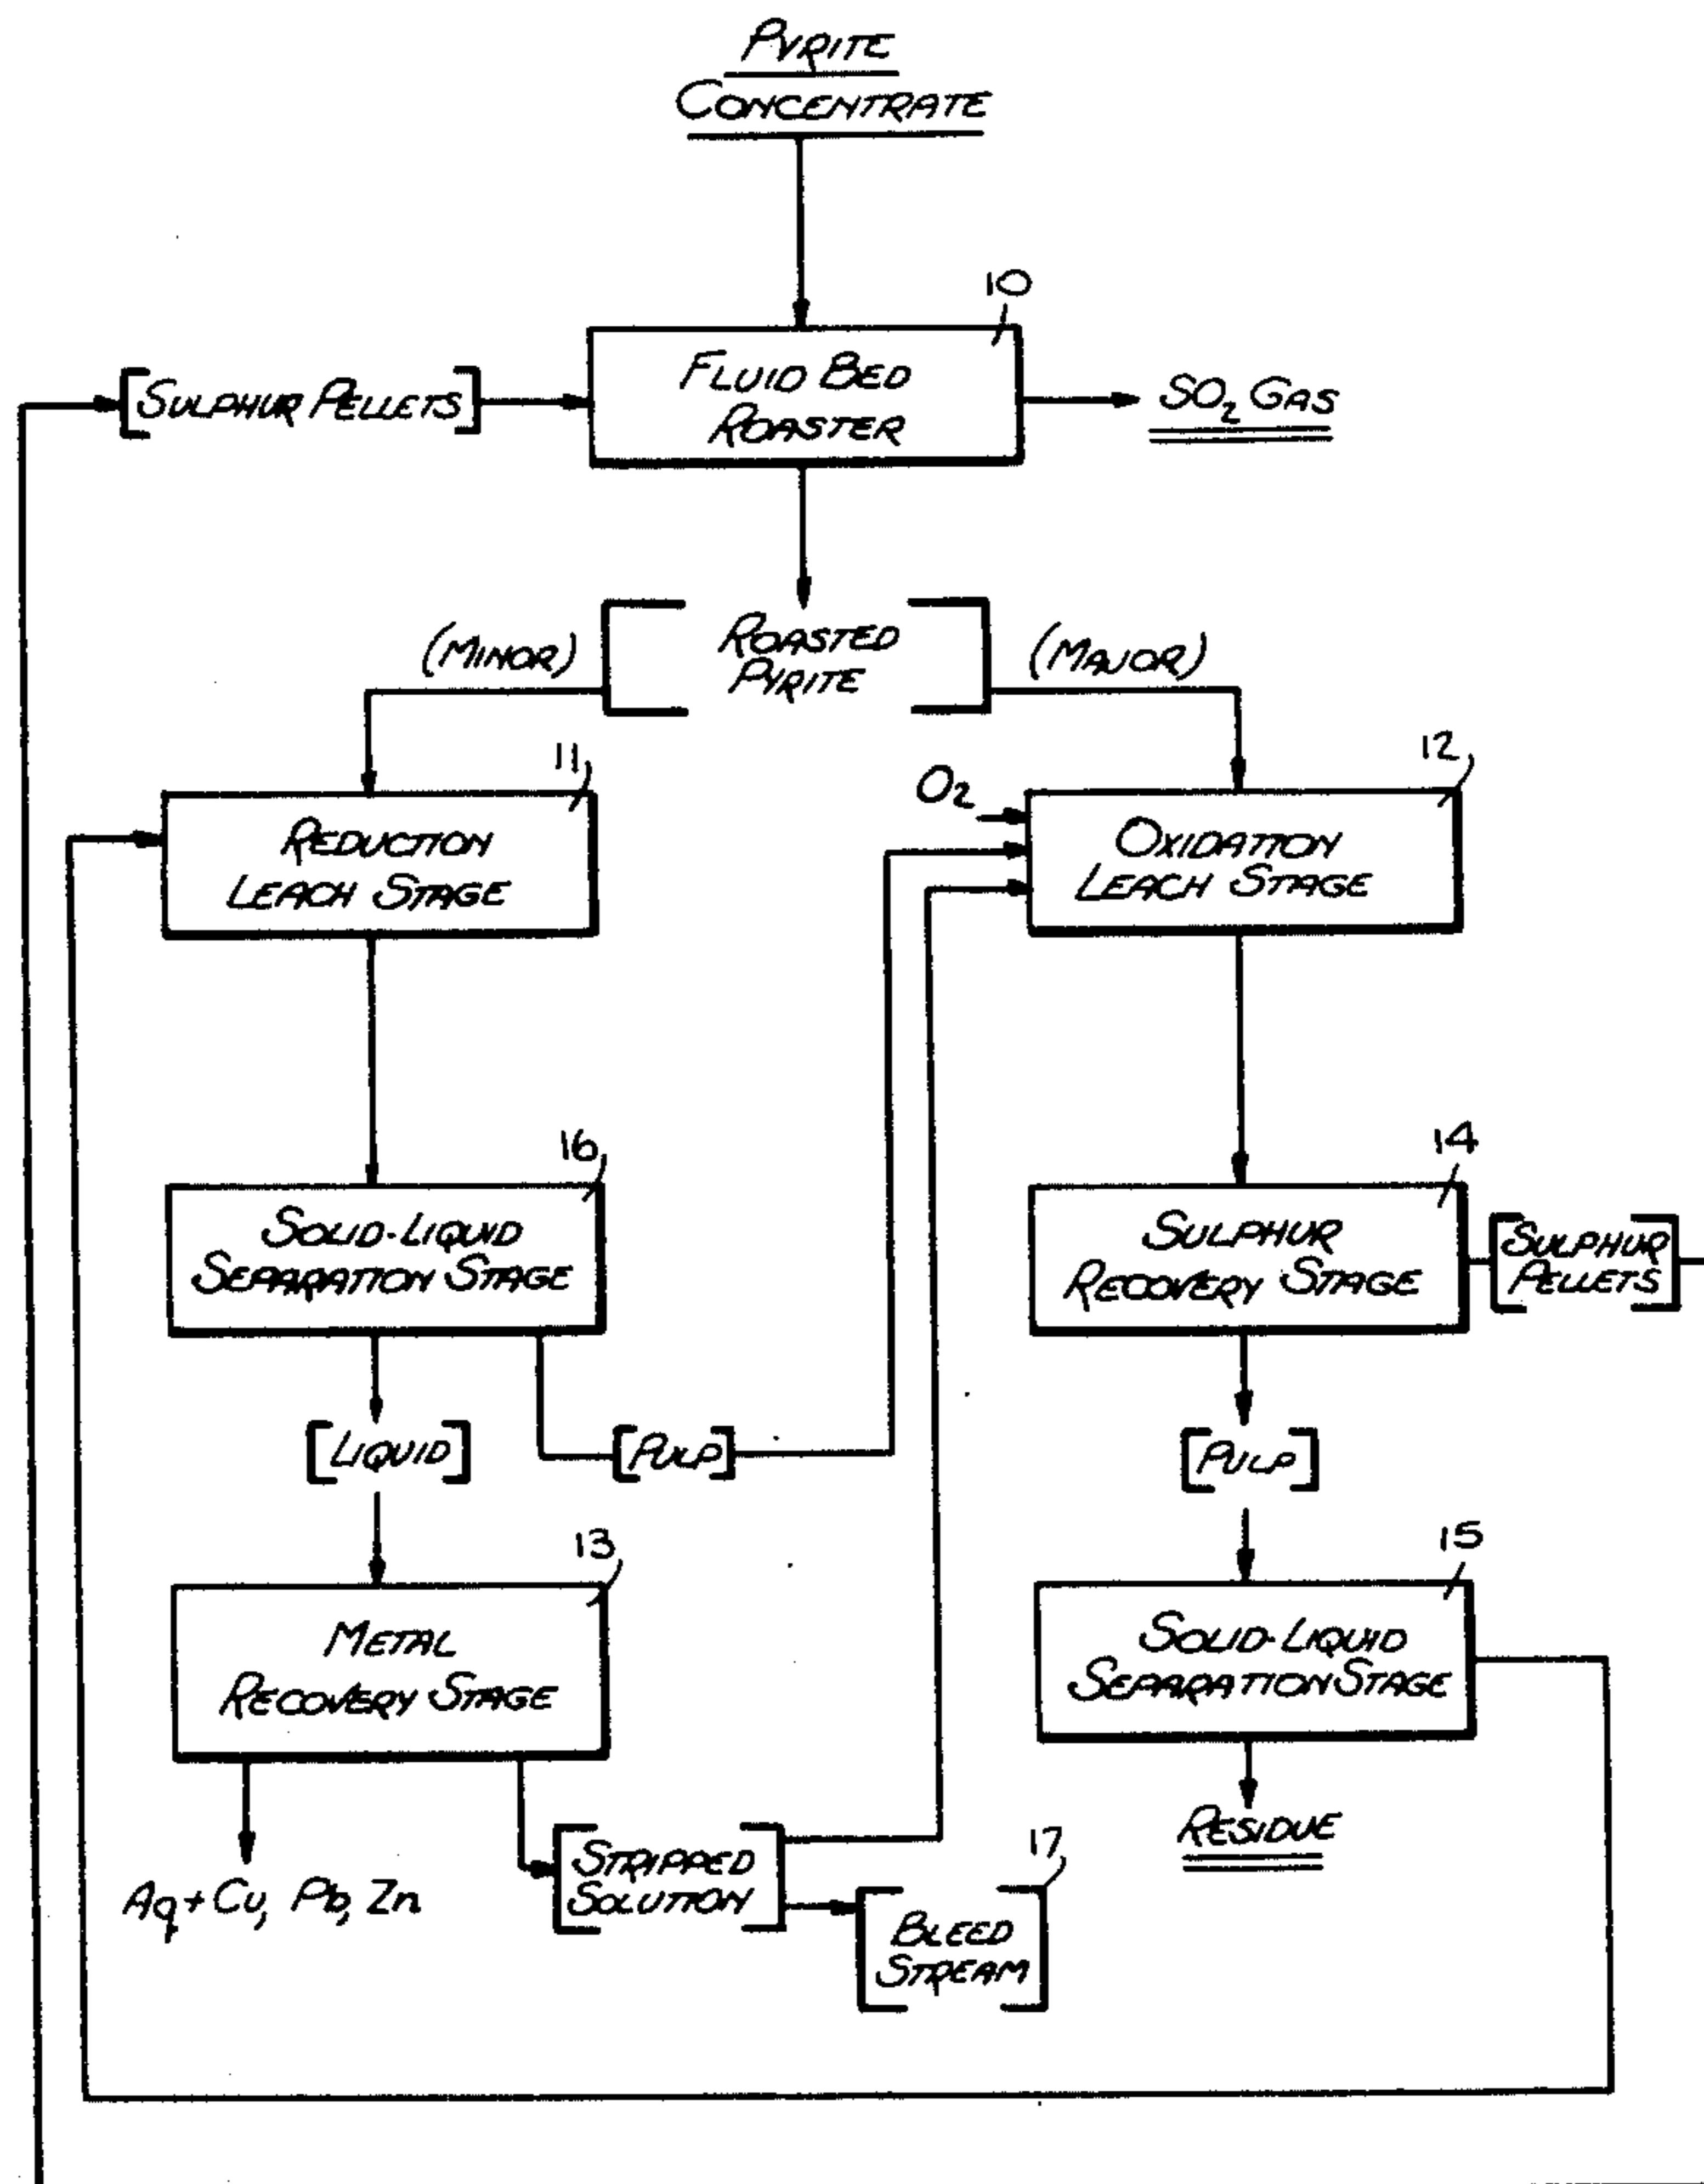 PYRITE
CONCENTRATE
10
FLUID BED
ROASTER
[SULPHUR PELLETS]
SO₂ GAS
ROASTED
PYRITE
(MINOR)
(MAJOR)
11
REDUCTION
LEACH STAGE
12
O₂
OXIDATION
LEACH STAGE
16
SOLID-LIQUID
SEPARATION STAGE
14
SULPHUR
RECOVERY STAGE
[SULPHUR
PELLETS]
[LIQUID]
[PULP]
[PULP]
13
METAL
RECOVERY STAGE
15
SOLID-LIQUID
SEPARATION STAGE
Ag + Cu, Pb, Zn
[STRIPPED
SOLUTION]
RESIDUE
17
[BLEED
STREAM]